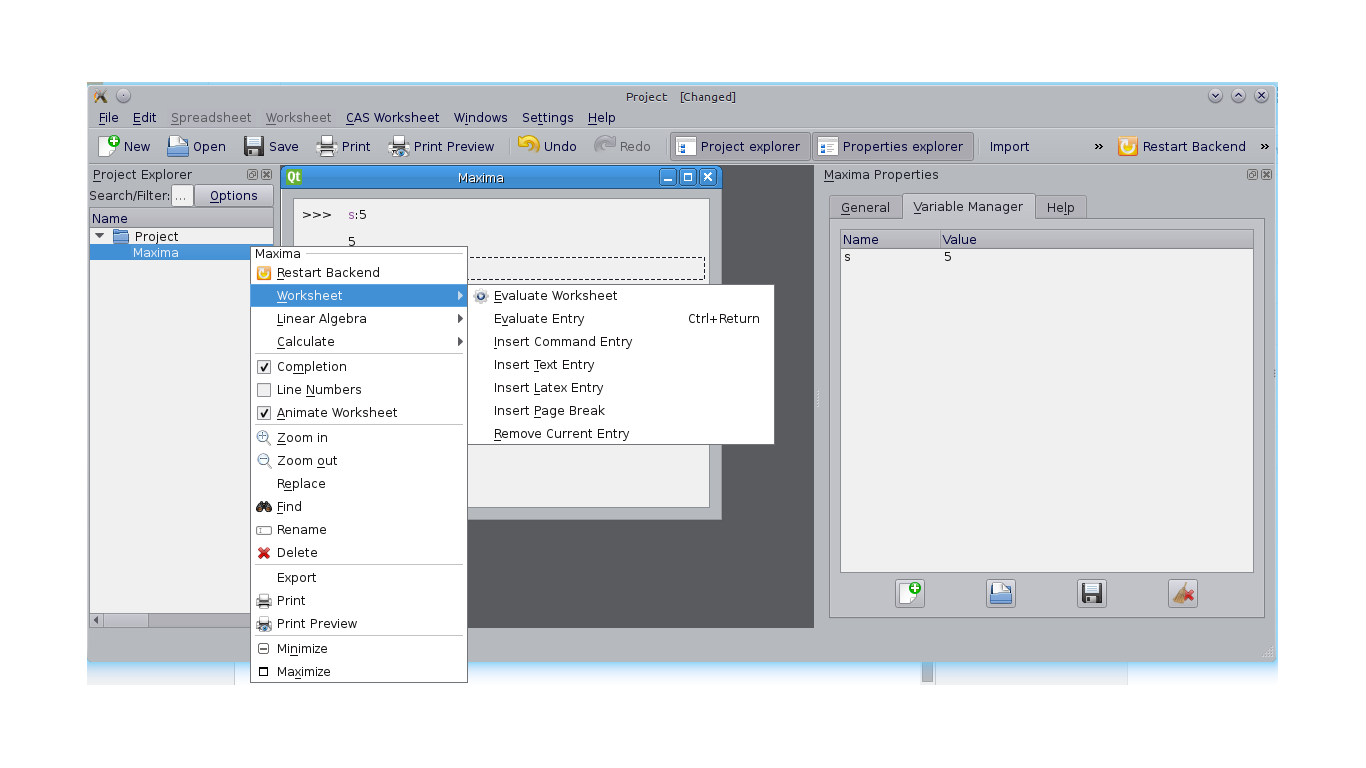 Project [Changed]
File Edit Spreadsheet Worksheet CAS Worksheet Windows Settings Help
New Open Save Print Print Preview Undo Redo Project explorer Properties explorer Import » Restart Backend »
Project Explorer
Search/Filter: ... Options
Name
Project
Maxima
Qt Maxima
>>> s:5
5
Maxima
Restart Backend
Worksheet
Linear Algebra
Calculate
Completion
Line Numbers
Animate Worksheet
Zoom in
Zoom out
Replace
Find
Rename
Delete
Export
Print
Print Preview
Minimize
Maximize
Evaluate Worksheet
Evaluate Entry Ctrl+Return
Insert Command Entry
Insert Text Entry
Insert Latex Entry
Insert Page Break
Remove Current Entry
Maxima Properties
General Variable Manager Help
Name Value
s 5